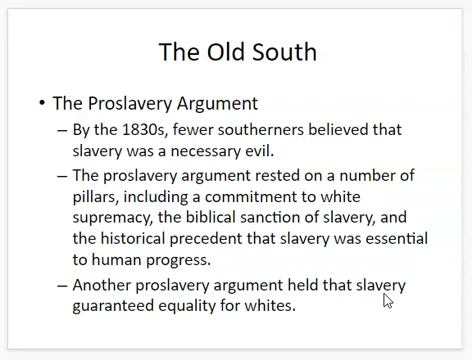 The Old South
• The Proslavery Argument
– By the 1830s, fewer southerners believed that
slavery was a necessary evil.
– The proslavery argument rested on a number of
pillars, including a commitment to white
supremacy, the biblical sanction of slavery, and
the historical precedent that slavery was essential
to human progress.
– Another proslavery argument held that slavery
guaranteed equality for whites.